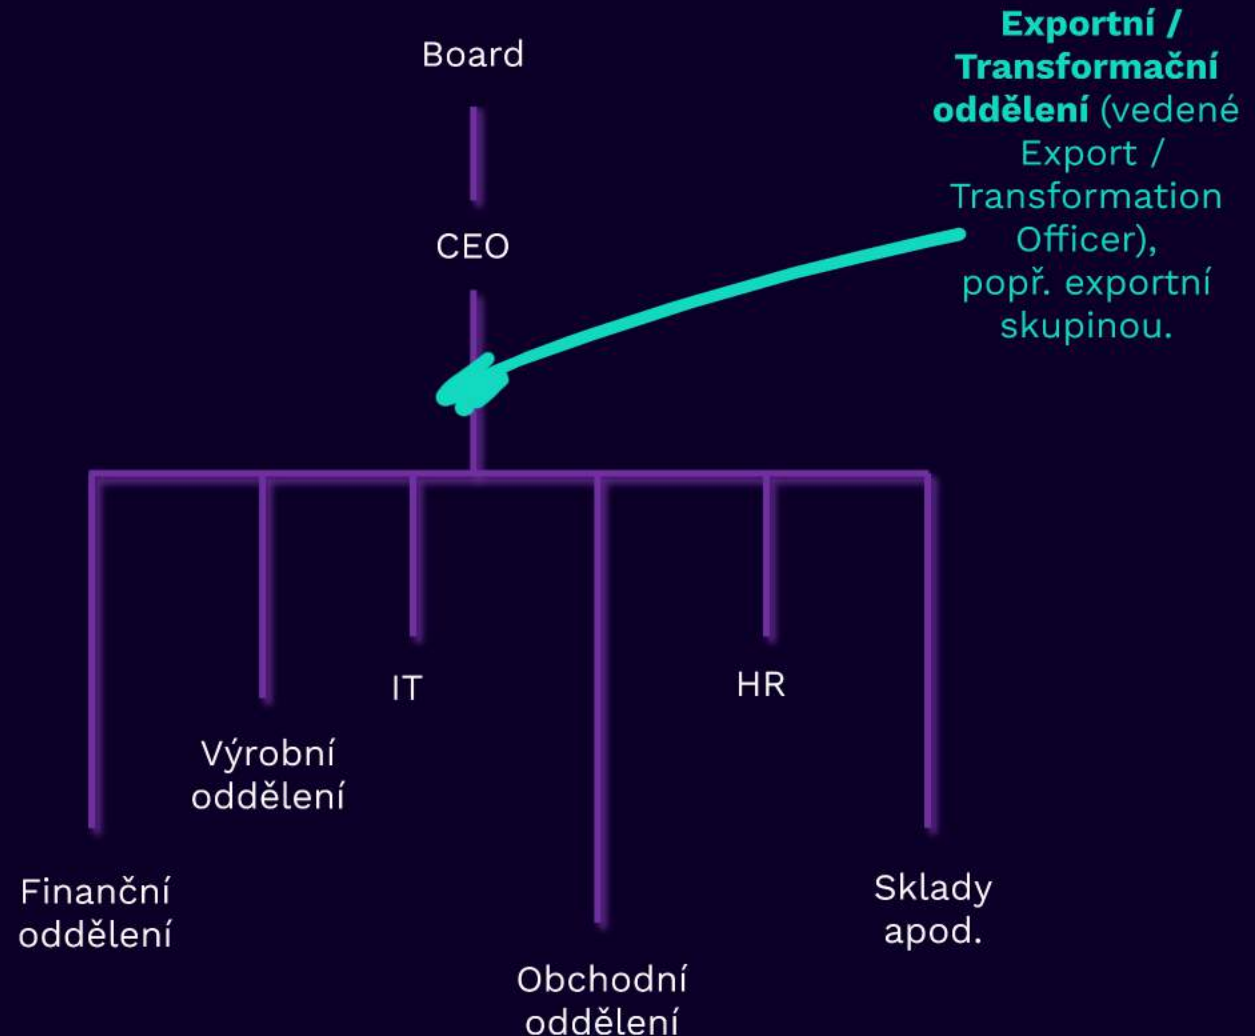 Board
Exportní /
Transformační
oddělení (vedené
Export /
Transformation
Officer),
popř. exportní
skupinou.
CEO
IT
HR
Výrobní
oddělení
Finanční
oddělení
Sklady
apod.
Obchodní
oddělení